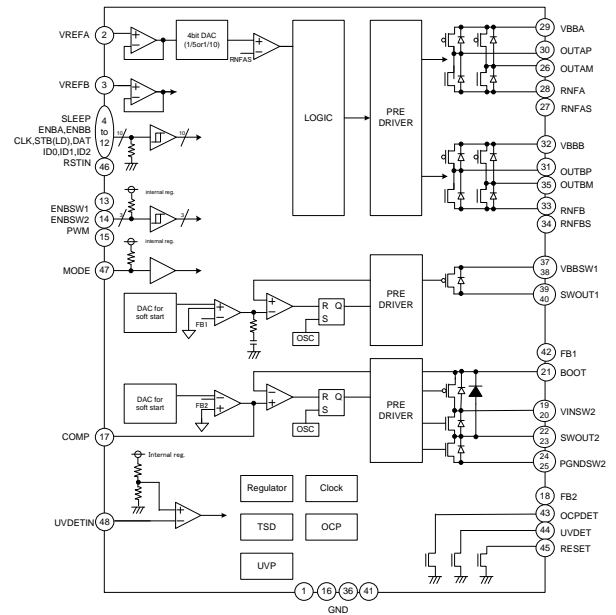 2
VREFA
4bit DAC
(1/5or1/10)
RNFAS
3
VREFB
SLEEP
ENBA,ENBB
CLK,STB(LD),DAT
ID0,ID1,ID2
RSTIN
4
to
12
46
10
10
13
ENBSW1
ENBSW2
14
PWM
15
internal reg.
3
3
internal reg.
MODE
47
LOGIC
PRE
DRIVER
29
VBBA
30
OUTAP
26
OUTAM
28
RNFA
27
RNFAS
32
VBBB
31
OUTBP
35
OUTBM
33
RNFB
34
RNFBS
DAC for
soft start
FB1
R Q
S
OSC
PRE
DRIVER
37
38
VBBSW1
39
40
SWOUT1
42
FB1
DAC for
soft start
FB2
R Q
S
OSC
PRE
DRIVER
COMP
17
21
BOOT
19
20
VINSW2
22
23
SWOUT2
24
25
PGNDSW2
Internal reg.
UVDETIN
48
Regulator
Clock
TSD
OCP
UVP
18
FB2
43
OCPDET
44
UVDET
45
RESET
1
16
36
41
GND